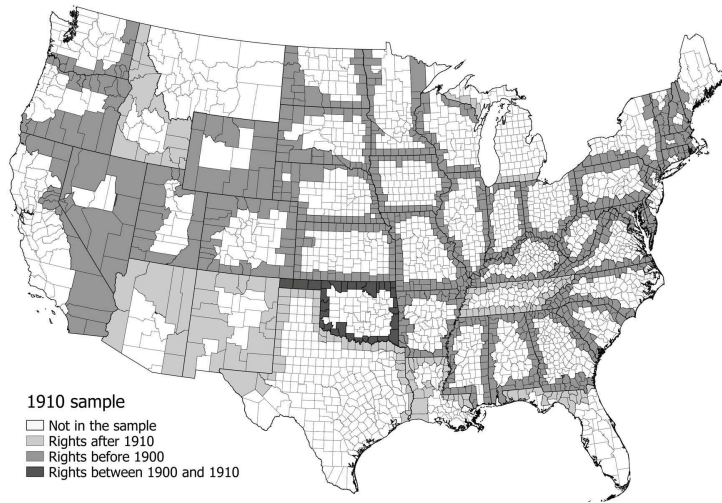 1910 sample
Not in the sample
Rights after 1910
Rights before 1900
Rights between 1900 and 1910